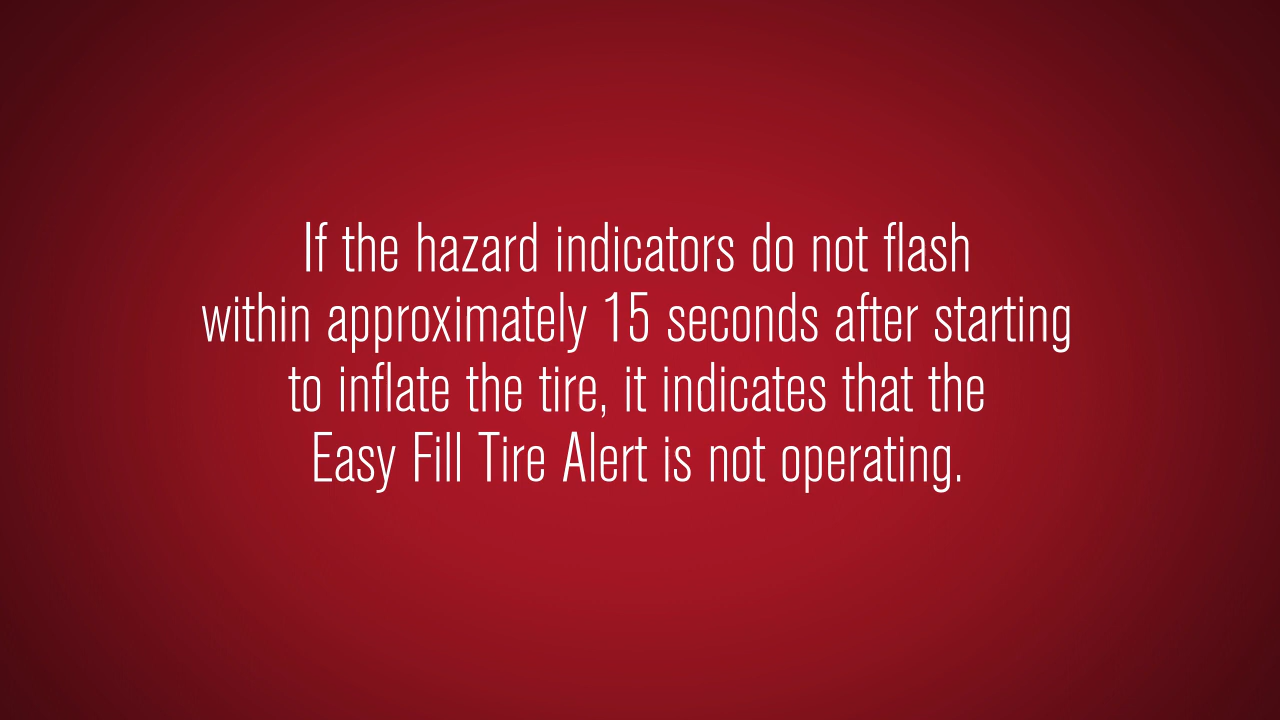 If the hazard indicators do not flash
within approximately 15 seconds after starting
to inflate the tire, it indicates that the
Easy Fill Tire Alert is not operating.